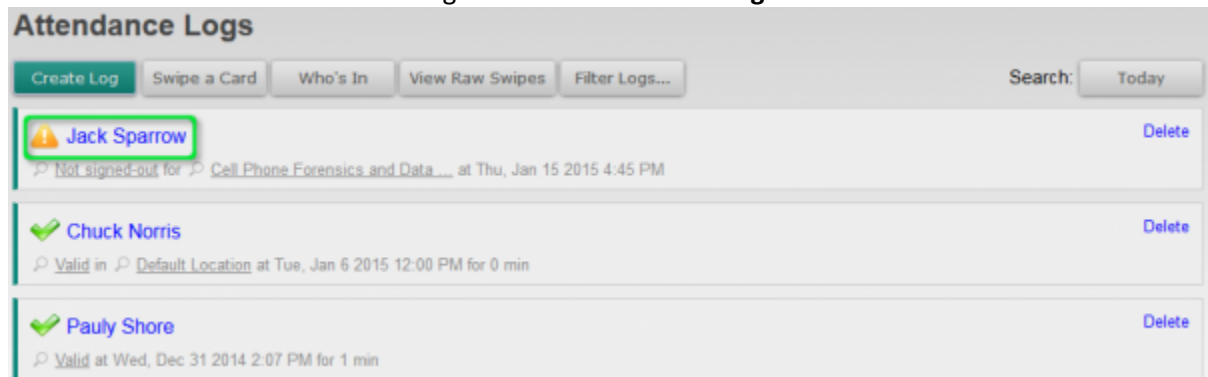 Attendance Logs
Create Log Swipe a Card Who's In View Raw Swipes Filter Logs... Search: Today
Jack Sparrow Delete
Not signed-out for Cell Phone Forensics and Data ... at Thu, Jan 15 2015 4:45 PM
Chuck Norris Delete
Valid in Default Location at Tue, Jan 6 2015 12:00 PM for 0 min
Pauly Shore Delete
Valid at Wed, Dec 31 2014 2:07 PM for 1 min